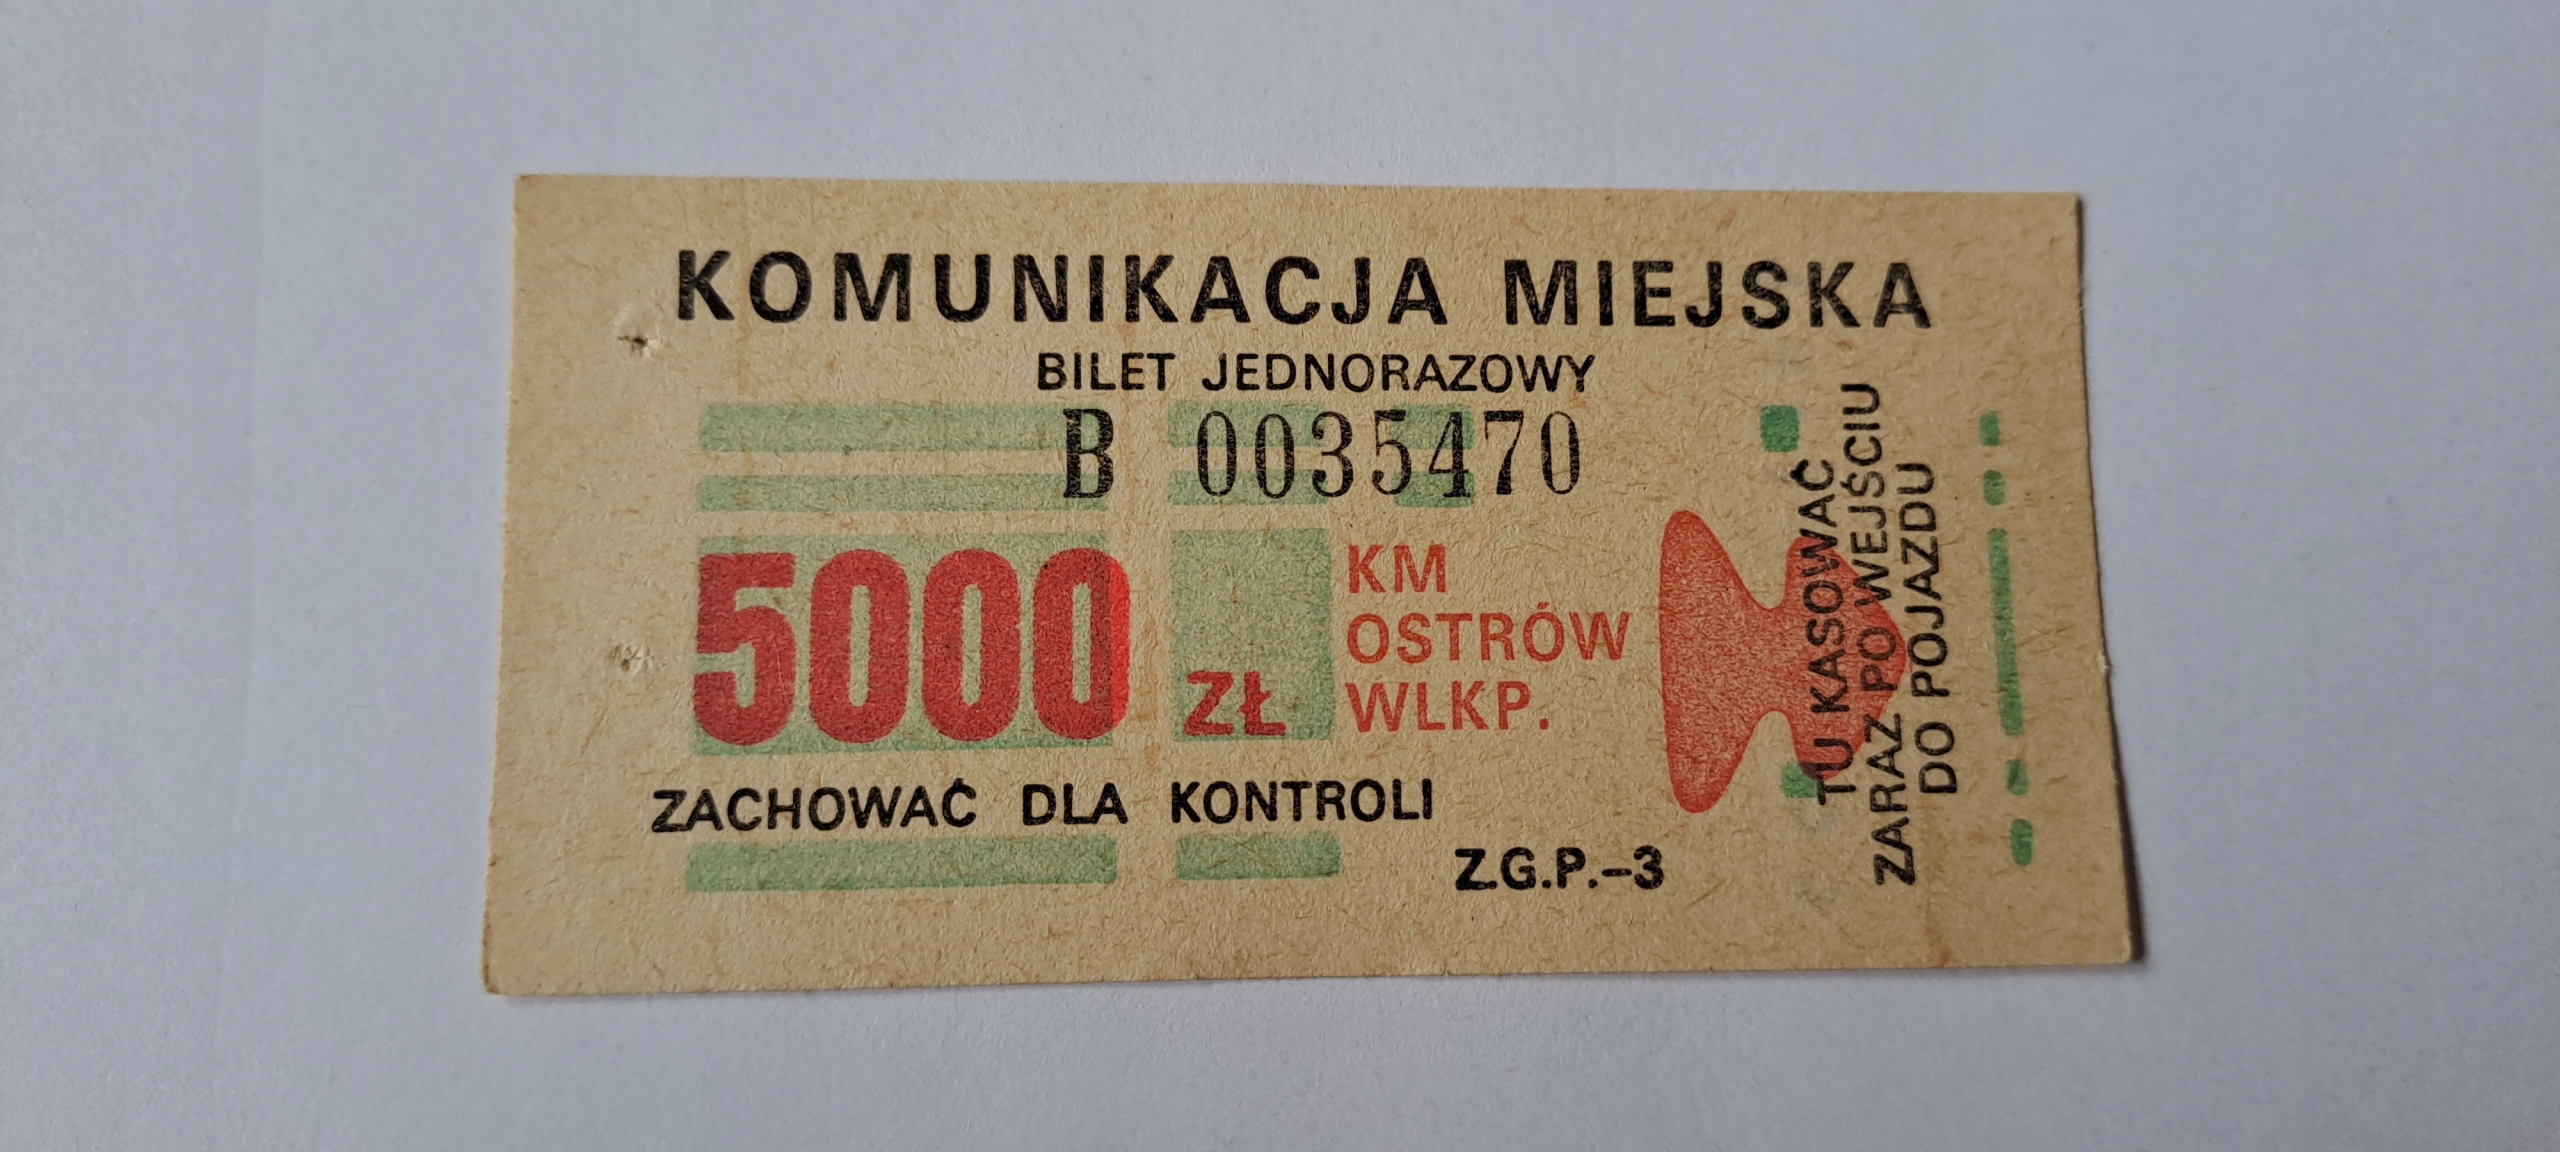 KOMUNIKACJA MIEJSKA
BILET JEDNORAZOWY
B 0035470
5000 ZŁ
KM
OSTRÓW
WLKP.
ZACHOWAĆ DLA KONTROLI
Z.G.P.-3
TU KASOWAĆ
ZARAZ PO WEJŚCIU
DO POJAZDU